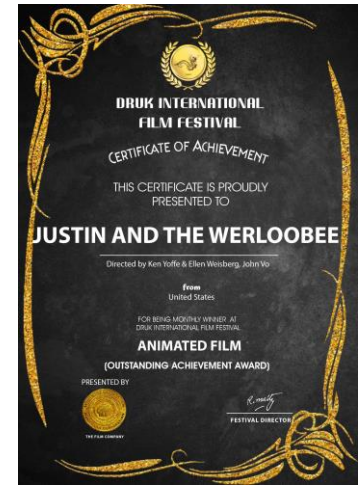 DRUK INTERNATIONAL
FILM FESTIVAL
CERTIFICATE OF ACHIEVEMENT
THIS CERTIFICATE IS PROUDLY
PRESENTED TO
JUSTIN AND THE WERLOOBEE
Directed by Ken Yoffe & Ellen Weisberg, John Vo
from
United States
FOR BEING MONTHLY WINNER AT
DRUK INTERNATIONAL FILM FESTIVAL
ANIMATED FILM
(OUTSTANDING ACHIEVEMENT AWARD)
PRESENTED BY
THE FILM COMPANY
FESTIVAL DIRECTOR